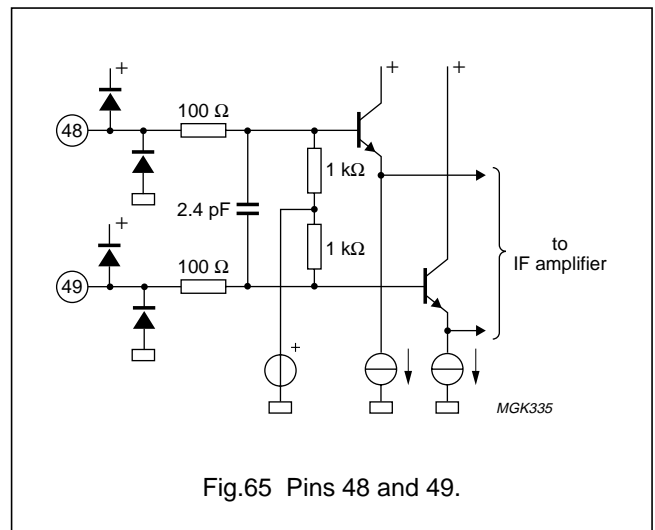 +
+
+
48
100 Ω
1 kΩ
2.4 pF
+
1 kΩ
to
IF amplifier
49
100 Ω
+
MGK335
Fig.65 Pins 48 and 49.